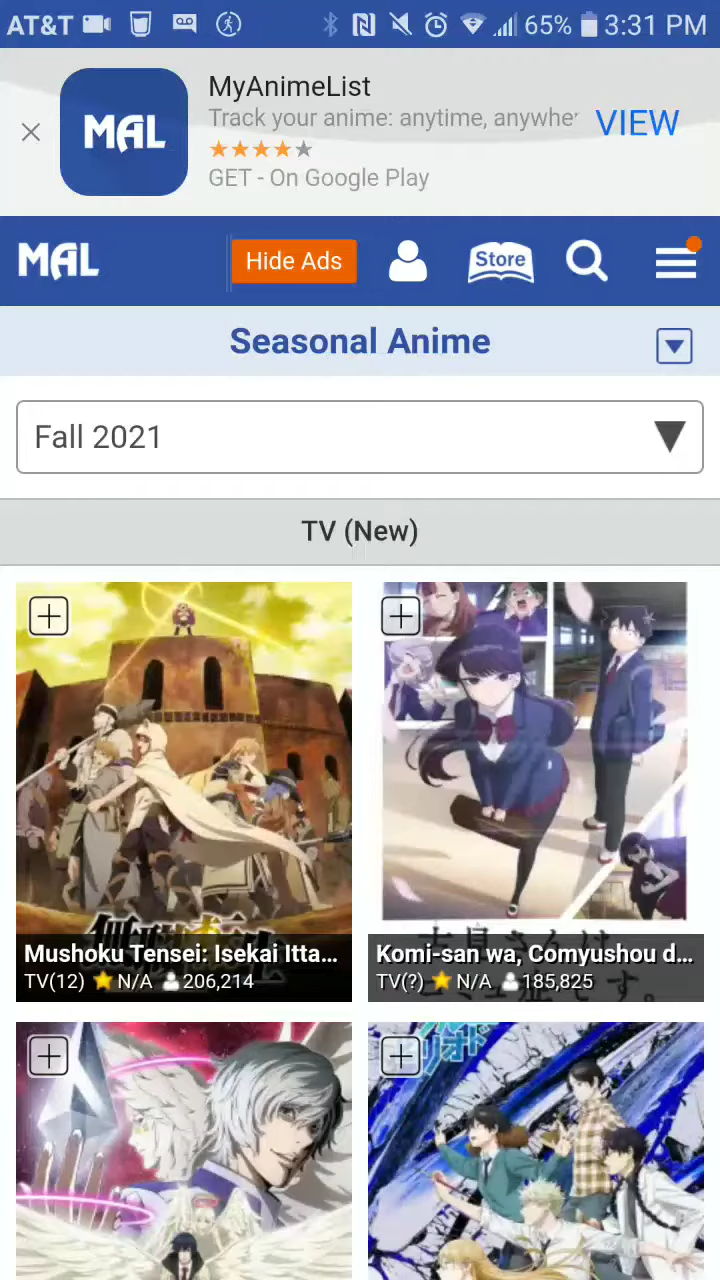 AT&T 65% 3:31 PM
MyAnimeList
Track your anime: anytime, anywhe
VIEW
GET - On Google Play
MAL
MAL
Hide Ads
Store
Seasonal Anime
Fall 2021
TV (New)
Mushoku Tensei: Isekai Itta...
TV(12) N/A 206,214
Komi-san wa, Comyushou d...
TV(?) N/A 185,825